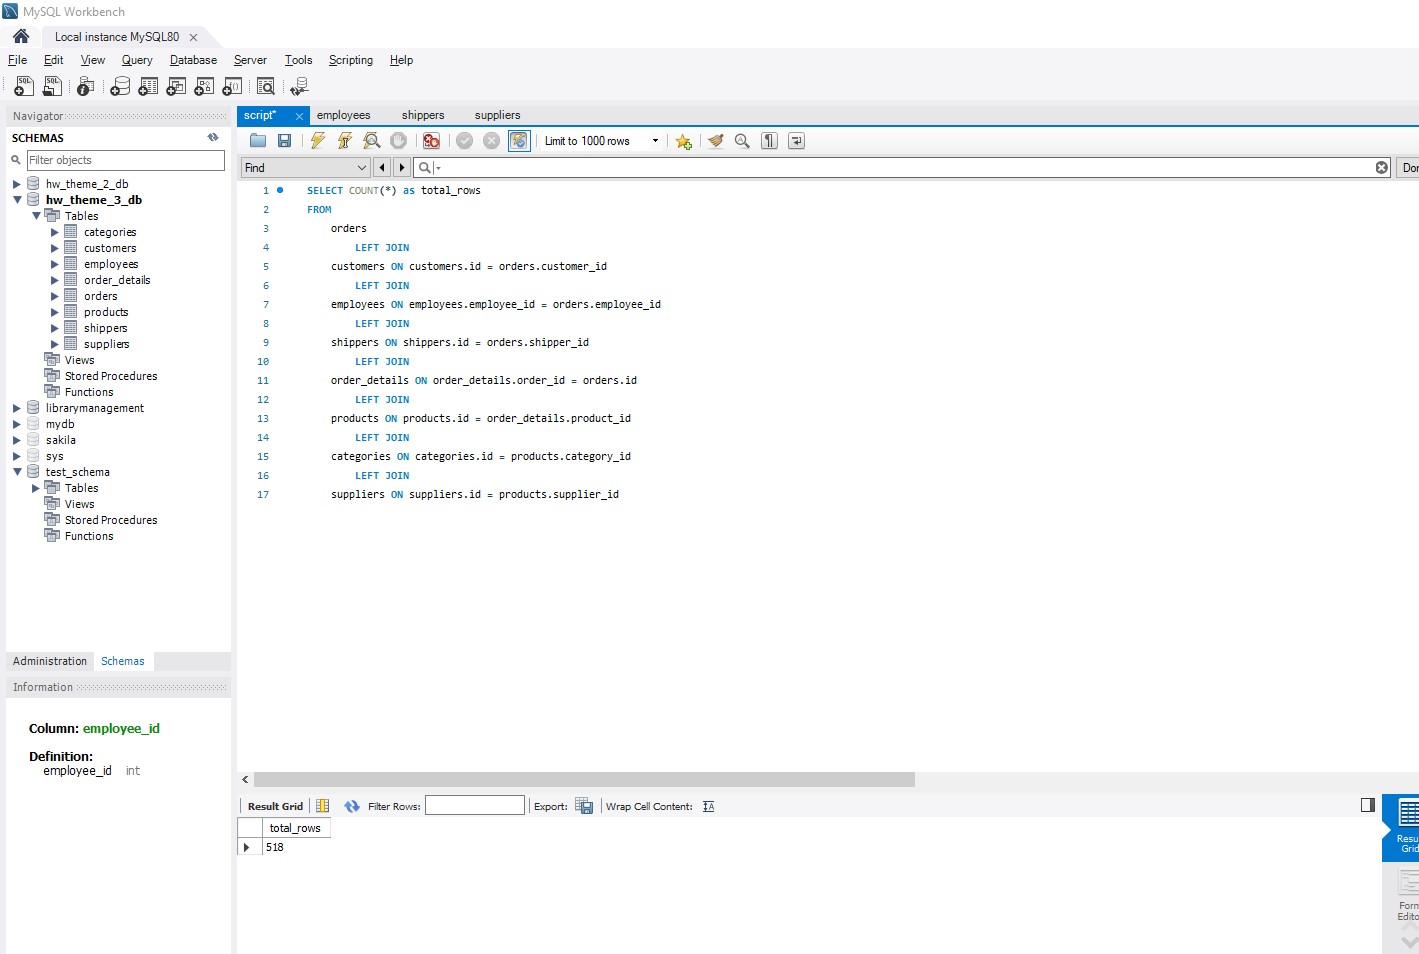 MySQL Workbench
Local instance MySQL80
File Edit View Query Database Server Tools Scripting Help
Navigator
SCHEMAS
Filter objects
hw_theme_2_db
hw_theme_3_db
Tables
categories
customers
employees
order_details
orders
products
shippers
suppliers
Views
Stored Procedures
Functions
librarymanagement
mydb
sakila
sys
test_schema
Tables
Views
Stored Procedures
Functions
Administration Schemas
Information
Column: employee_id
Definition:
employee_id int
script* employees shippers suppliers
Limit to 1000 rows
Find
Don
1 SELECT COUNT(*) as total_rows
2 FROM
3 orders
4 LEFT JOIN
5 customers ON customers.id = orders.customer_id
6 LEFT JOIN
7 employees ON employees.employee_id = orders.employee_id
8 LEFT JOIN
9 shippers ON shippers.id = orders.shipper_id
10 LEFT JOIN
11 order_details ON order_details.order_id = orders.id
12 LEFT JOIN
13 products ON products.id = order_details.product_id
14 LEFT JOIN
15 categories ON categories.id = products.category_id
16 LEFT JOIN
17 suppliers ON suppliers.id = products.supplier_id
Result Grid Filter Rows: Export: Wrap Cell Content:
total_rows
518
Resu
Grid
Form
Edito